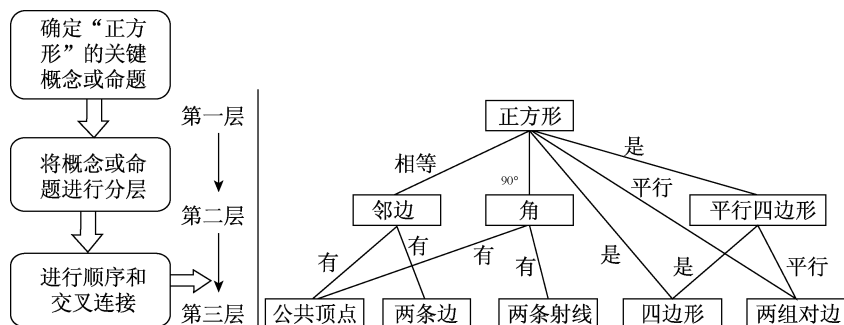 确定“正方
形”的关键
概念或命题
将概念或命
题进行分层
进行顺序和
交叉连接
第一层
第二层
第三层
正方形
相等
90°
是
平行
邻边
角
平行四边形
有
有
有
有
是
是
平行
公共顶点
两条边
两条射线
四边形
两组对边